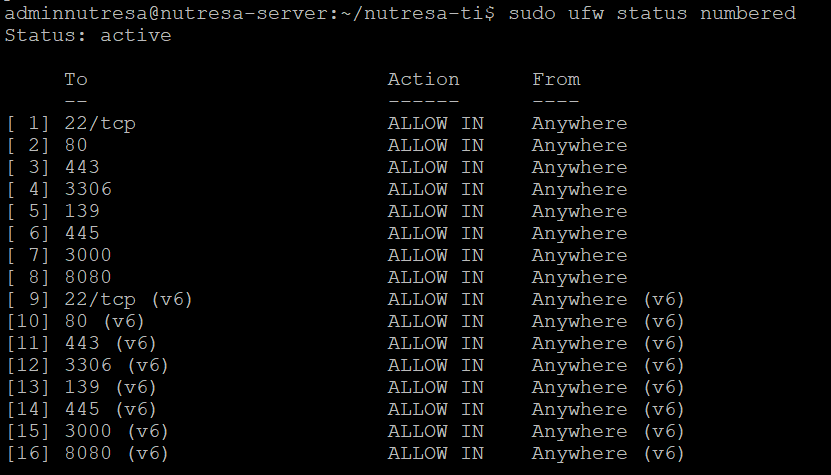 adminnutresa@nutresa-server:~/nutresa-ti$ sudo ufw status numbered
Status: active
To Action From
-- ------ ----
[ 1] 22/tcp ALLOW IN Anywhere
[ 2] 80 ALLOW IN Anywhere
[ 3] 443 ALLOW IN Anywhere
[ 4] 3306 ALLOW IN Anywhere
[ 5] 139 ALLOW IN Anywhere
[ 6] 445 ALLOW IN Anywhere
[ 7] 3000 ALLOW IN Anywhere
[ 8] 8080 ALLOW IN Anywhere
[ 9] 22/tcp (v6) ALLOW IN Anywhere (v6)
[10] 80 (v6) ALLOW IN Anywhere (v6)
[11] 443 (v6) ALLOW IN Anywhere (v6)
[12] 3306 (v6) ALLOW IN Anywhere (v6)
[13] 139 (v6) ALLOW IN Anywhere (v6)
[14] 445 (v6) ALLOW IN Anywhere (v6)
[15] 3000 (v6) ALLOW IN Anywhere (v6)
[16] 8080 (v6) ALLOW IN Anywhere (v6)